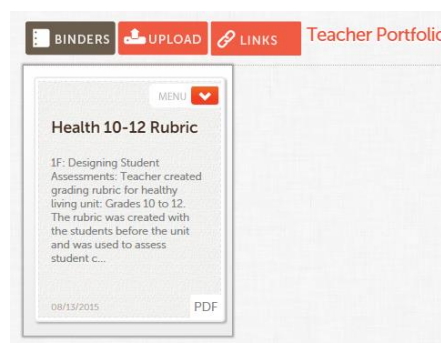 BINDERS UPLOAD LINKS Teacher Portfolio
MENU
Health 10-12 Rubric
1F: Designing Student
Assessments: Teacher created
grading rubric for healthy
living unit: Grades 10 to 12.
The rubric was created with
the students before the unit
and was used to assess
student c...
08/13/2015 PDF